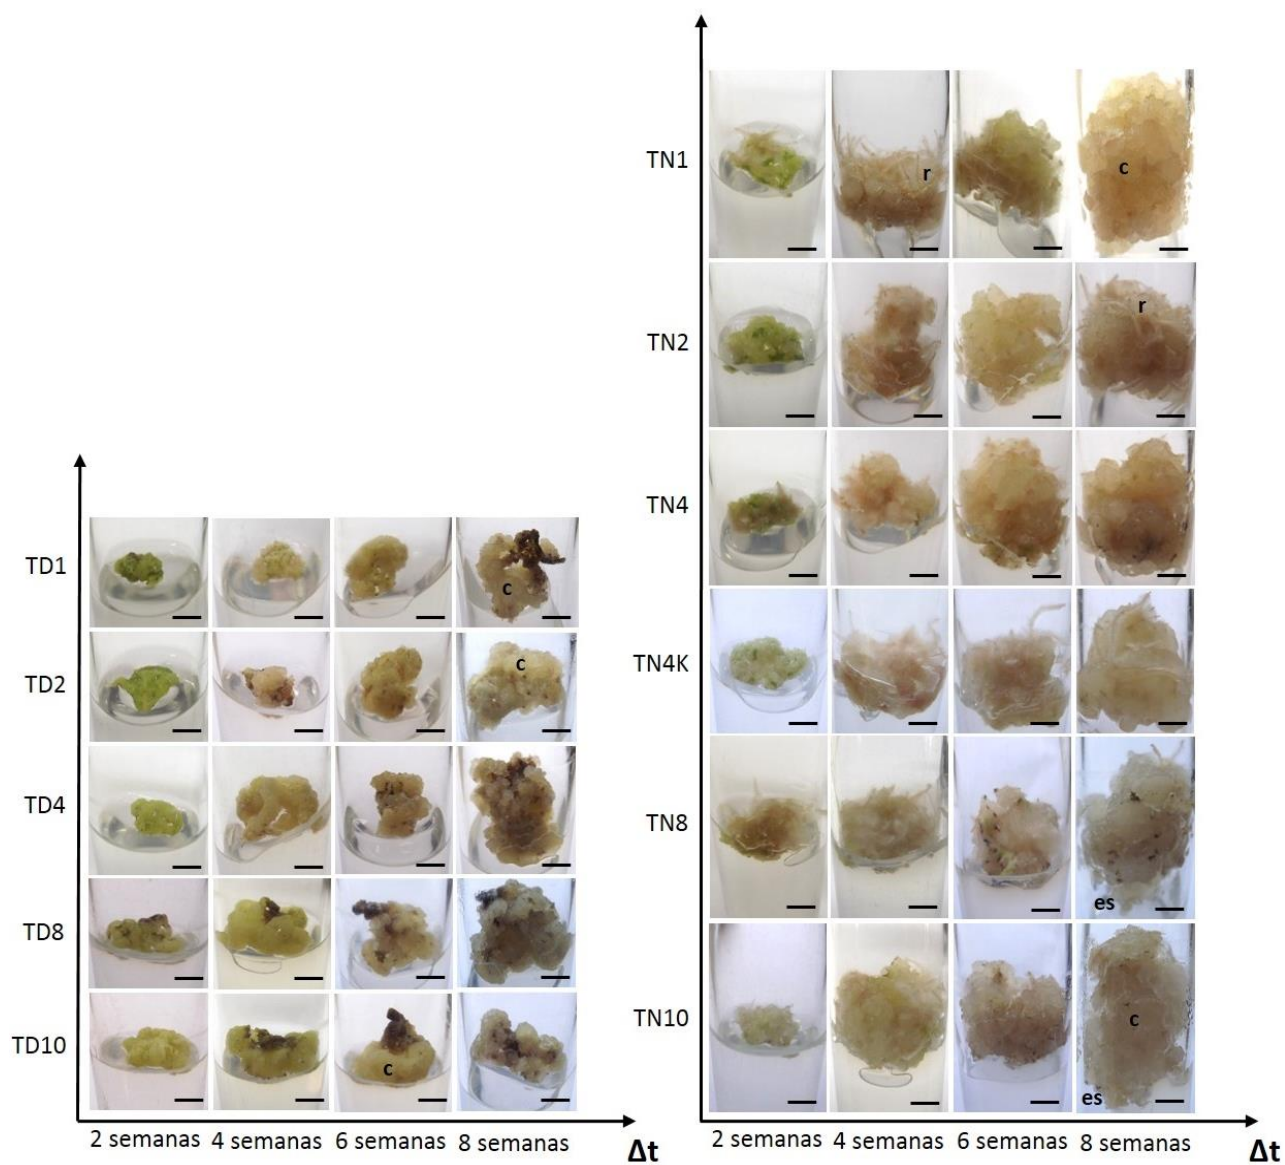 TD1
c
TD2
c
TD4
TD8
TD10
c
2 semanas 4 semanas 6 semanas 8 semanas
Δt
TN1
r
c
TN2
r
TN4
TN4K
TN8
es
TN10
c
es
2 semanas 4 semanas 6 semanas 8 semanas
Δt